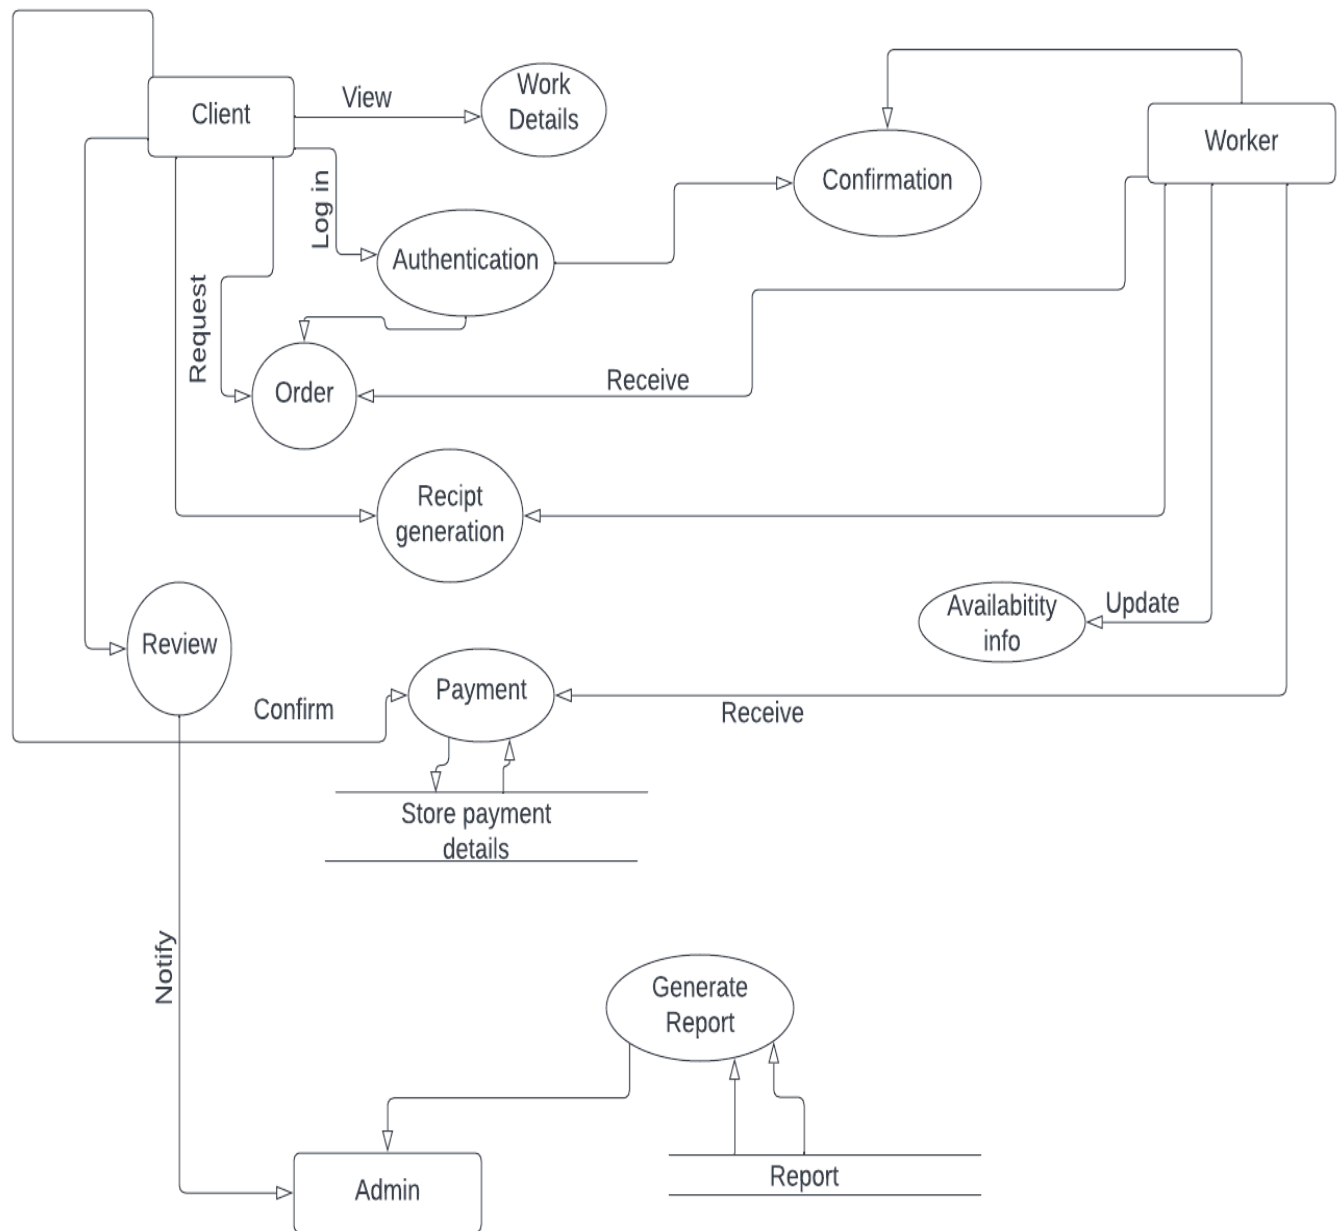 Client
View
Work
Details
Worker
Log in
Confirmation
Authentication
Request
Order
Receive
Recipt
generation
Availabitity
info
Update
Review
Payment
Confirm
Receive
Store payment
details
Notify
Generate
Report
Report
Admin